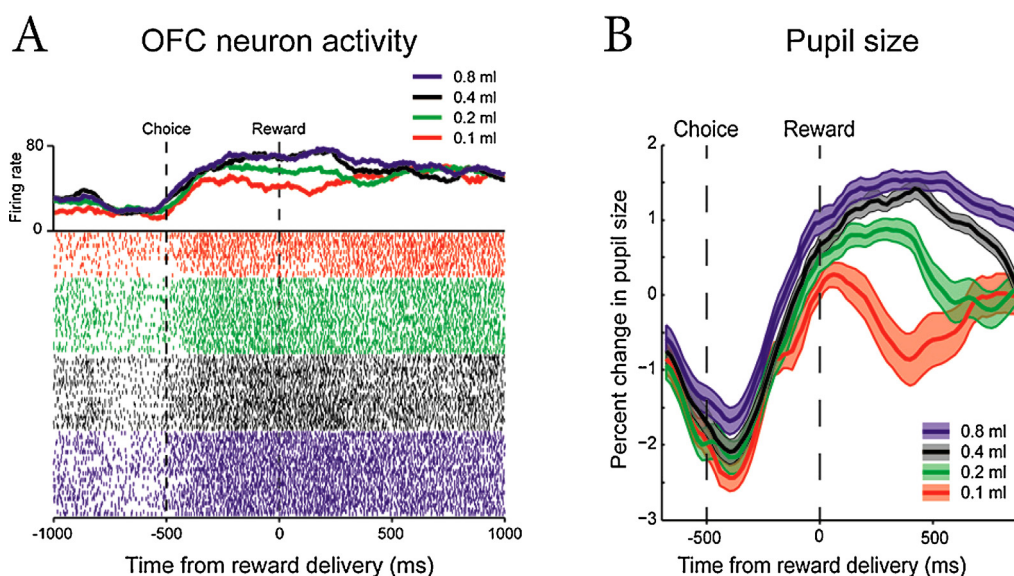 A
OFC neuron activity
0.8 ml
0.4 ml
0.2 ml
0.1 ml
Choice
Reward
80
Firing rate
0
-1000
-500
0
500
1000
Time from reward delivery (ms)
B
Pupil size
Choice
Reward
2
1
0
−1
−2
−3
Percent change in pupil size
0.8 ml
0.4 ml
0.2 ml
0.1 ml
-500
0
500
Time from reward delivery (ms)